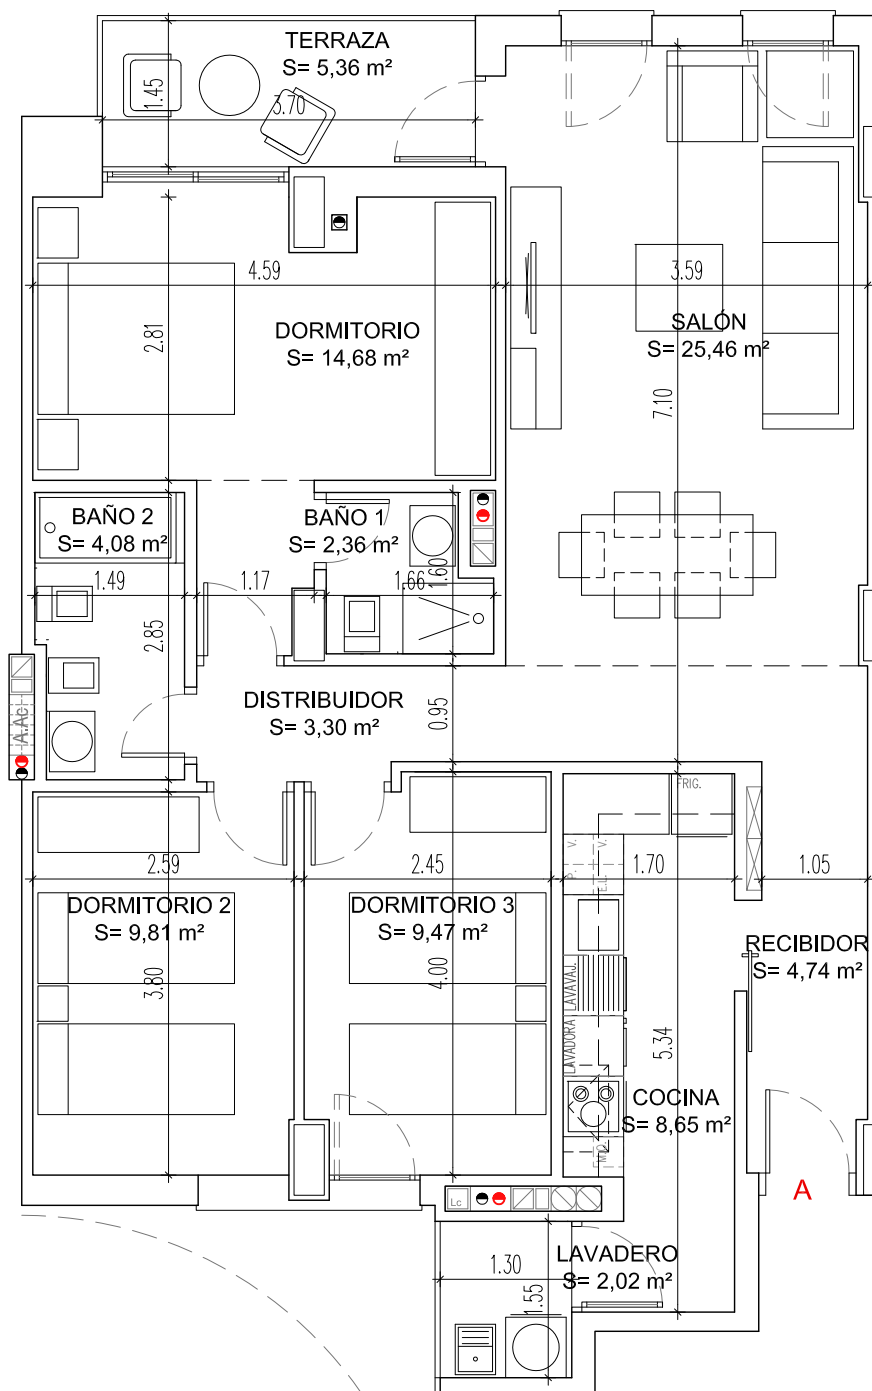 TERRAZA
S= 5,36 m²
1.45
3.70
4.59
3.59
DORMITORIO
S= 14,68 m²
2.81
SALÓN
S= 25,46 m²
7.10
BAÑO 2
S= 4,08 m²
BAÑO 1
S= 2,36 m²
1.49
1.17
1.66
1.60
2.85
A.Ac
DISTRIBUIDOR
S= 3,30 m²
0.95
FRIG.
P.
V.
E.L.
V.
2.59
2.45
1.70
1.05
DORMITORIO 2
S= 9,81 m²
DORMITORIO 3
S= 9,47 m²
RECIBIDOR
S= 4,74 m²
3.80
4.00
LAVAVAJ.
LAVADORA
5.34
COCINA
S= 8,65 m²
A
Lc
LAVADERO
S= 2,02 m²
1.30
1.55